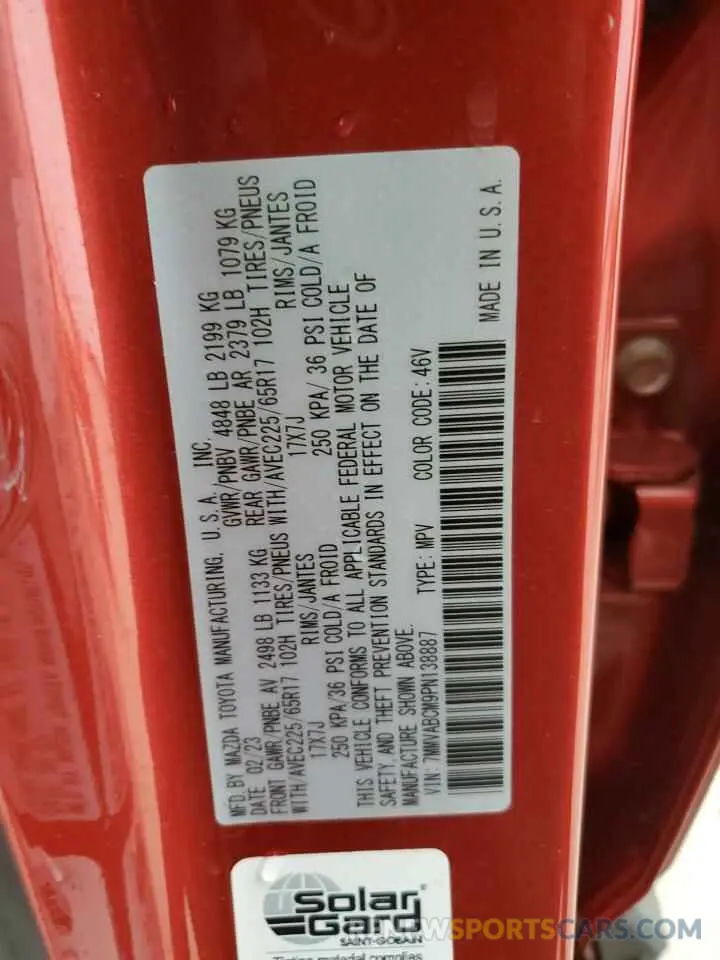 MFD.BY MAZDA TOYOTA MANUFACTURING, U.S.A. INC.
DATE 02/23 GVWR/PNBV 4848 LB 2199 KG
FRONT GAWR/PNBE AV 2498 LB 1133 KG REAR GAWR/PNBE AR 2379 LB 1079 KG
WITH/AVEC225/65R17 102H TIRES/PNEUS WITH/AVEC225/65R17 102H TIRES/PNEUS
17X7J RIMS/JANTES 17X7J RIMS/JANTES
250 KPA/36 PSI COLD/A FROID 250 KPA/ 36 PSI COLD/A FROID
THIS VEHICLE CONFORMS TO ALL APPLICABLE FEDERAL MOTOR VEHICLE
SAFETY AND THEFT PREVENTION STANDARDS IN EFFECT ON THE DATE OF
MANUFACTURE SHOWN ABOVE.
VIN: 7MMVABCM9PN138887 TYPE: MPV COLOR CODE: 46V
MADE IN U.S.A.
Solar
Gard®
SAINT-GOBAIN
Tinting material complies
RENEWSPORTSCARS.COM